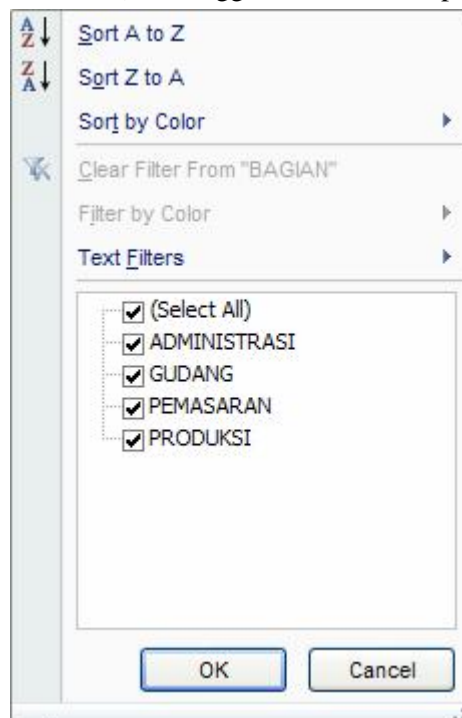 Sort A to Z
Sort Z to A
Sort by Color
Clear Filter From "BAGIAN"
Filter by Color
Text Filters
(Select All)
ADMINISTRASI
GUDANG
PEMASARAN
PRODUKSI
OK Cancel